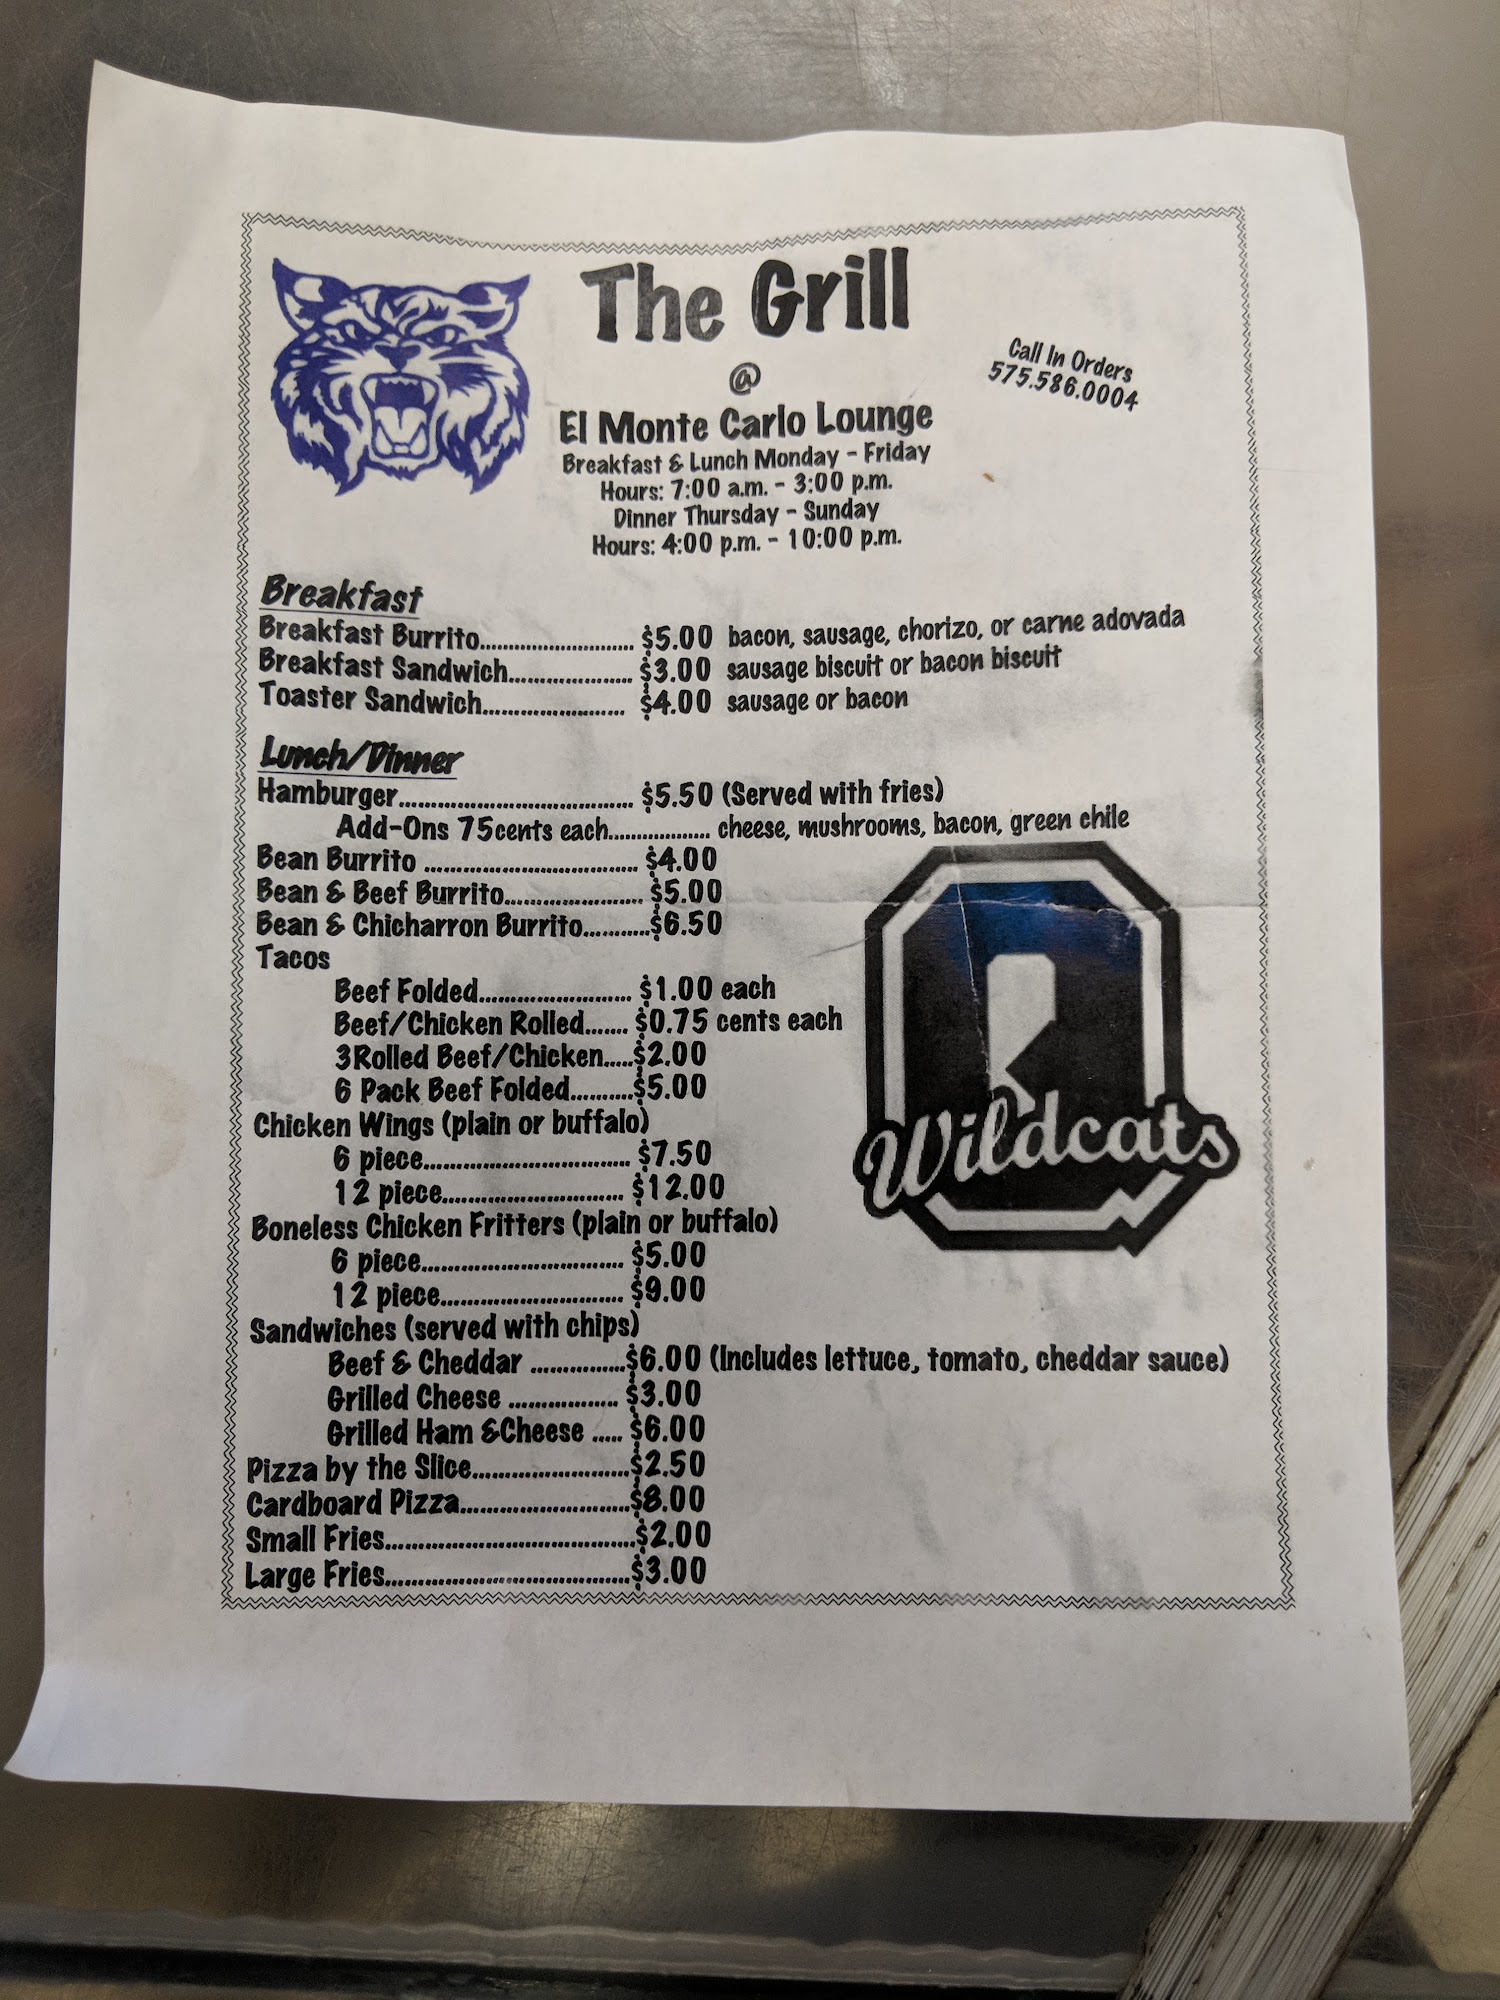 The Grill
@
El Monte Carlo Lounge
Breakfast & Lunch Monday - Friday
Hours: 7:00 a.m. - 3:00 p.m.
Dinner Thursday - Sunday
Hours: 4:00 p.m. - 10:00 p.m.
Call In Orders
575.586.0004
Breakfast
Breakfast Burrito........................... $5.00 bacon, sausage, chorizo, or carne adovada
Breakfast Sandwich..................... $3.00 sausage biscuit or bacon biscuit
Toaster Sandwich........................ $4.00 sausage or bacon
Lunch/Dinner
Hamburger..................................... $5.50 (Served with fries)
Add-Ons 75cents each................. cheese, mushrooms, bacon, green chile
Bean Burrito .................................. $4.00
Bean & Beef Burrito....................... $5.00
Bean & Chicharron Burrito...........$6.50
Tacos
Beef Folded......................... $1.00 each
Beef/Chicken Rolled....... $0.75 cents each
3Rolled Beef/Chicken.....$2.00
6 Pack Beef Folded..........$5.00
Chicken Wings (plain or buffalo)
6 piece.................................. $7.50
12 piece.............................. $12.00
Boneless Chicken Fritters (plain or buffalo)
6 piece................................. $5.00
12 piece.............................. $9.00
Sandwiches (served with chips)
Beef & Cheddar ...............$6.00 (Includes lettuce, tomato, cheddar sauce)
Grilled Cheese .................. $3.00
Grilled Ham &Cheese ..... $6.00
Pizza by the Slice.........................$2.50
Cardboard Pizza...........................$8.00
Small Fries.......................................$2.00
Large Fries......................................$3.00
Wildcats